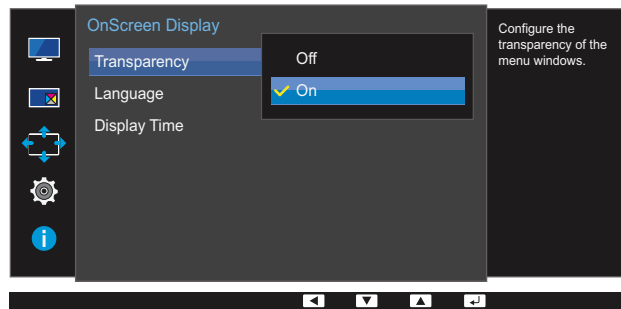 OnScreen Display
Transparency
Off
On
Language
Display Time
Configure the
transparency of the
menu windows.